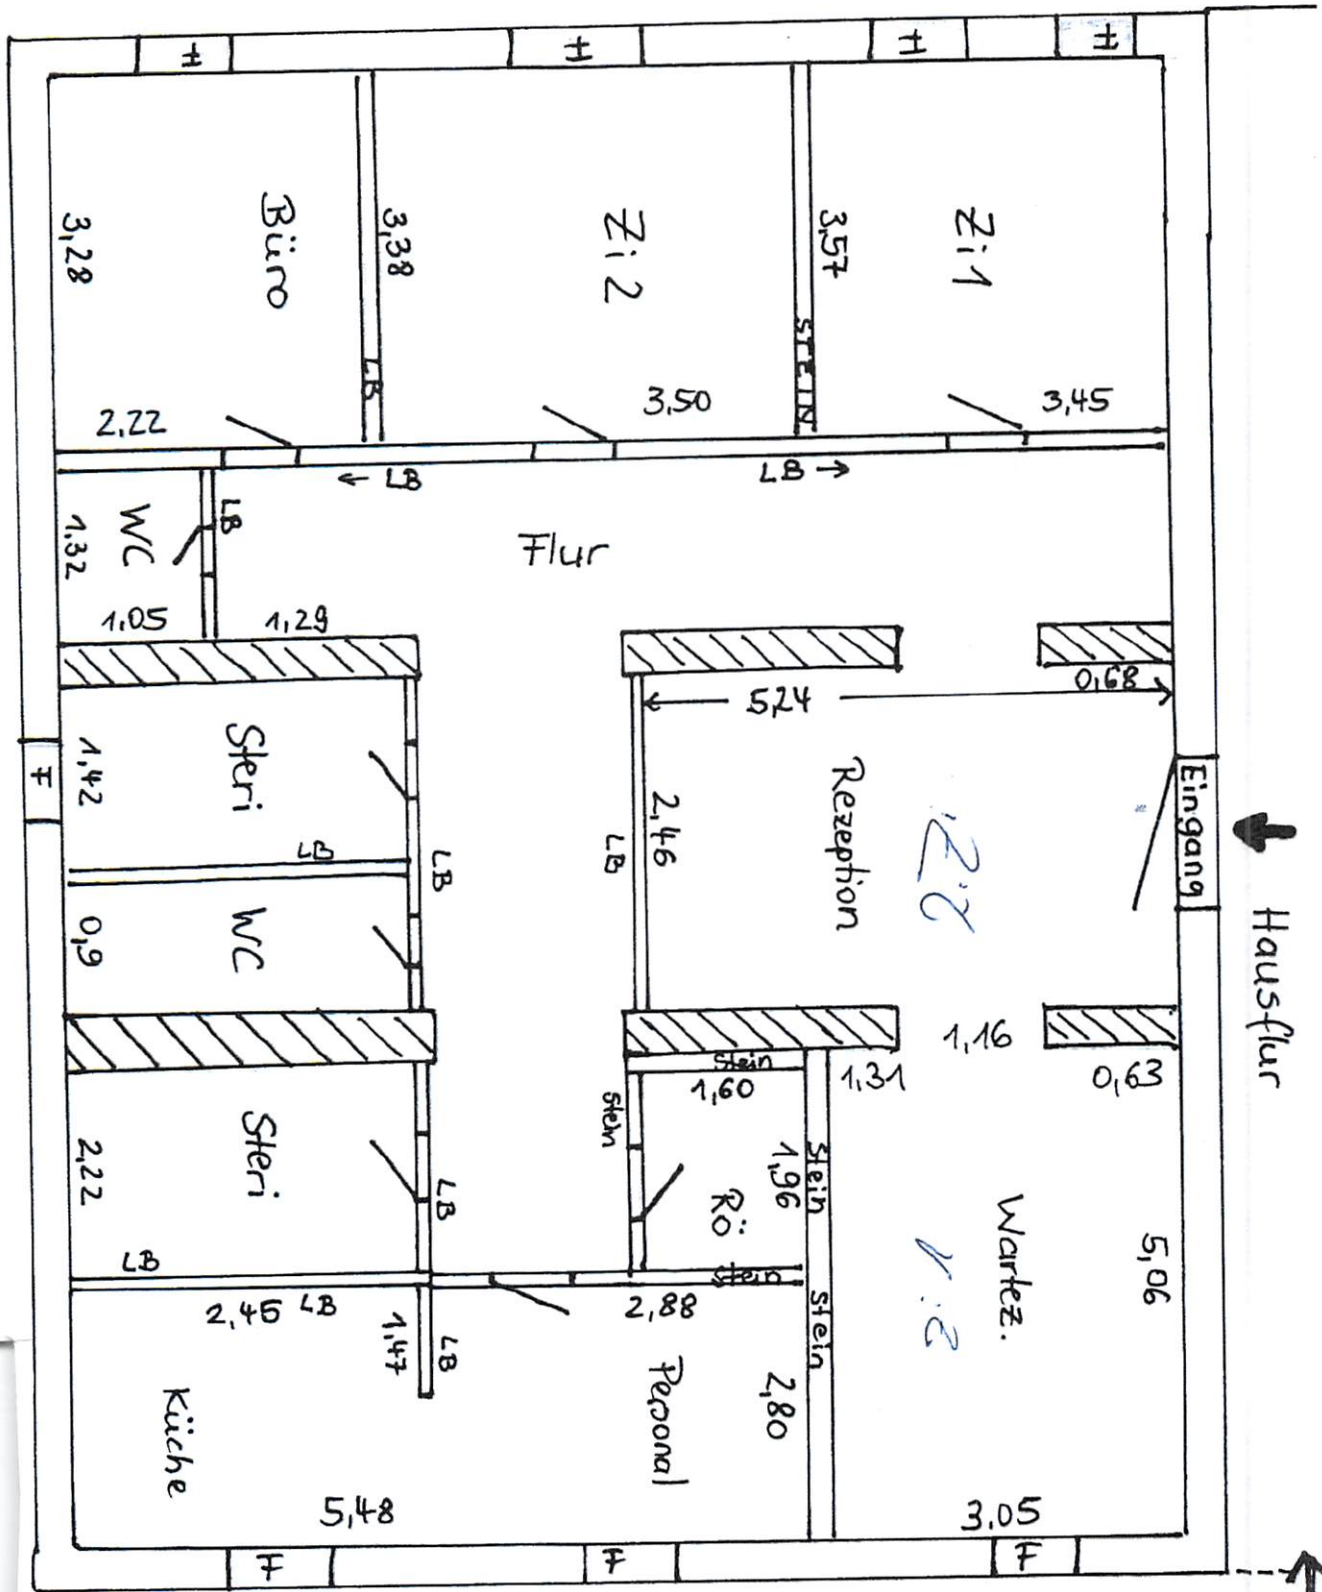 F
F
F
F
Büro
3,28
3,38
Zi 2
3,57
Zi 1
STEIN
LB
2,22
3,50
3,45
← LB
LB →
WC
1,32
LB
Flur
1,05
1,29
0,68
5,24
Steri
1,42
F
LB
LB
WC
0,9
LB
2,46
Rezeption
Zi 2
Eingang
Hausflur
1,16
1,31
0,63
Stein
1,60
Stein
1,96
Rö
Stein
Stein
Stein
Steri
2,22
LB
LB
2,45
LB
1,47
LB
2,88
Wartez.
5,06
Küche
Personal
2,80
5,48
3,05
F
F
F